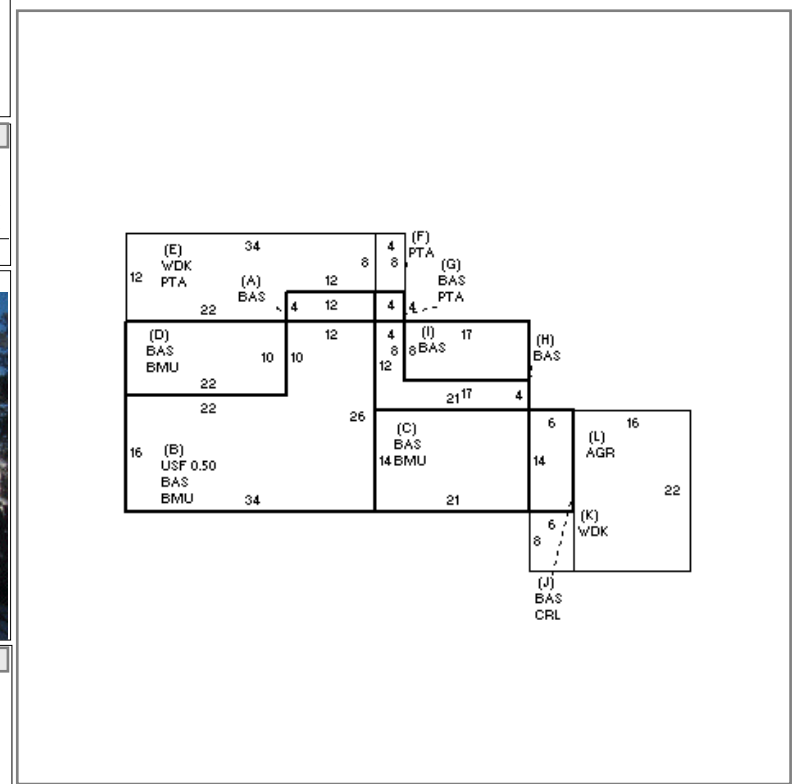 (E)
WDK
PTA
34
12
22
(A)
BAS
12
8
4
8
(F)
PTA
(G)
BAS
PTA
4
12
4
4
(D)
BAS
BMU
22
10
10
12
4
8
12
8
(I)
BAS
17
(H)
BAS
22
26
21
17
4
16
(B)
USF 0.50
BAS
BMU
34
(C)
BAS
BMU
14
21
6
14
(L)
AGR
16
22
6
8
(K)
WDK
(J)
BAS
CRL